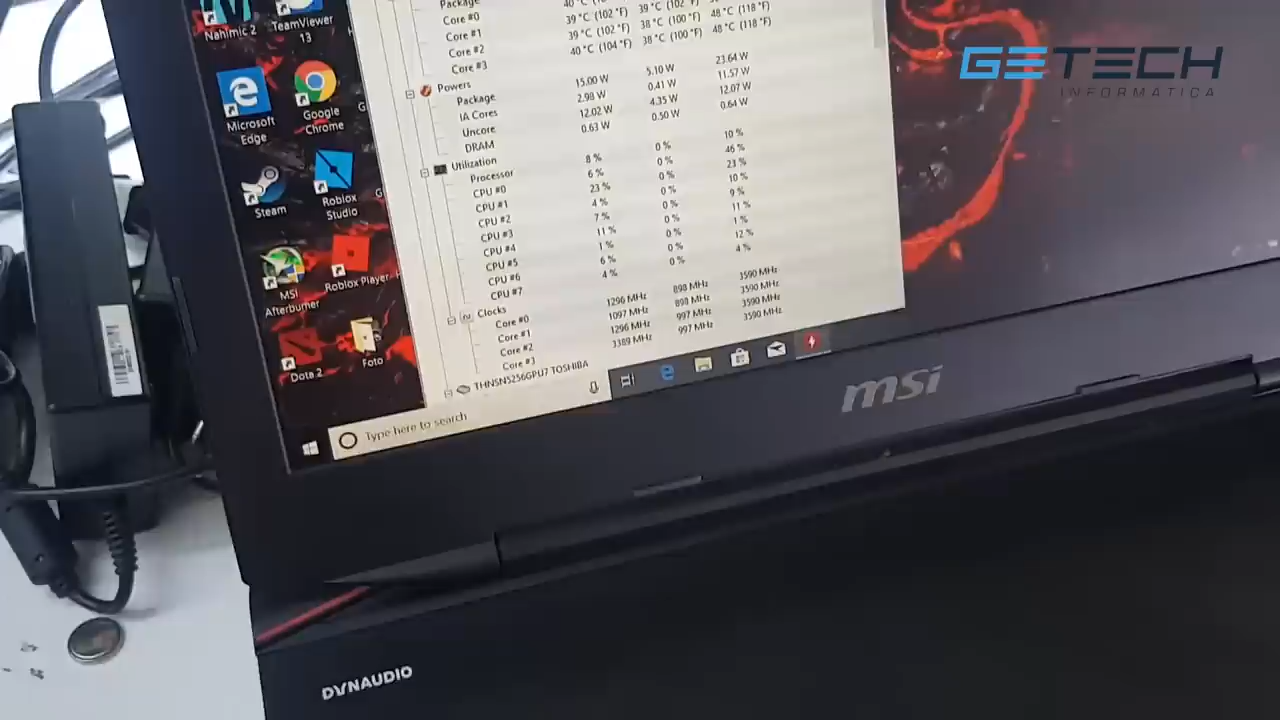 Nahimic 2
TeamViewer
13
Microsoft
Edge
Google
Chrome
Steam
Roblox
Studio
MSI
Afterburner
Roblox Player
Dota 2
Foto
Package
Core #0 39 °C (102 °F) 38 °C (100 °F) 48 °C (118 °F)
Core #1 39 °C (102 °F) 38 °C (100 °F) 48 °C (118 °F)
Core #2 40 °C (104 °F)
Core #3
Powers
Package 15.00 W 5.10 W 23.64 W
IA Cores 2.98 W 0.41 W 11.57 W
Uncore 12.02 W 4.35 W 12.07 W
DRAM 0.63 W 0.50 W 0.64 W
Utilization
Processor 8 % 0 % 10 %
CPU #0 6 % 0 % 46 %
CPU #1 23 % 0 % 23 %
CPU #2 4 % 0 % 10 %
CPU #3 7 % 0 % 9 %
CPU #4 11 % 0 % 11 %
CPU #5 1 % 0 % 1 %
CPU #6 6 % 0 % 12 %
CPU #7 4 % 0 % 4 %
Clocks
Core #0 1296 MHz 898 MHz 3590 MHz
Core #1 1097 MHz 898 MHz 3590 MHz
Core #2 1296 MHz 997 MHz 3590 MHz
Core #3 3389 MHz 997 MHz 3590 MHz
THNSN5256GPU7 TOSHIBA
Type here to search
msi
DYNAUDIO
GETECH
INFORMATICA